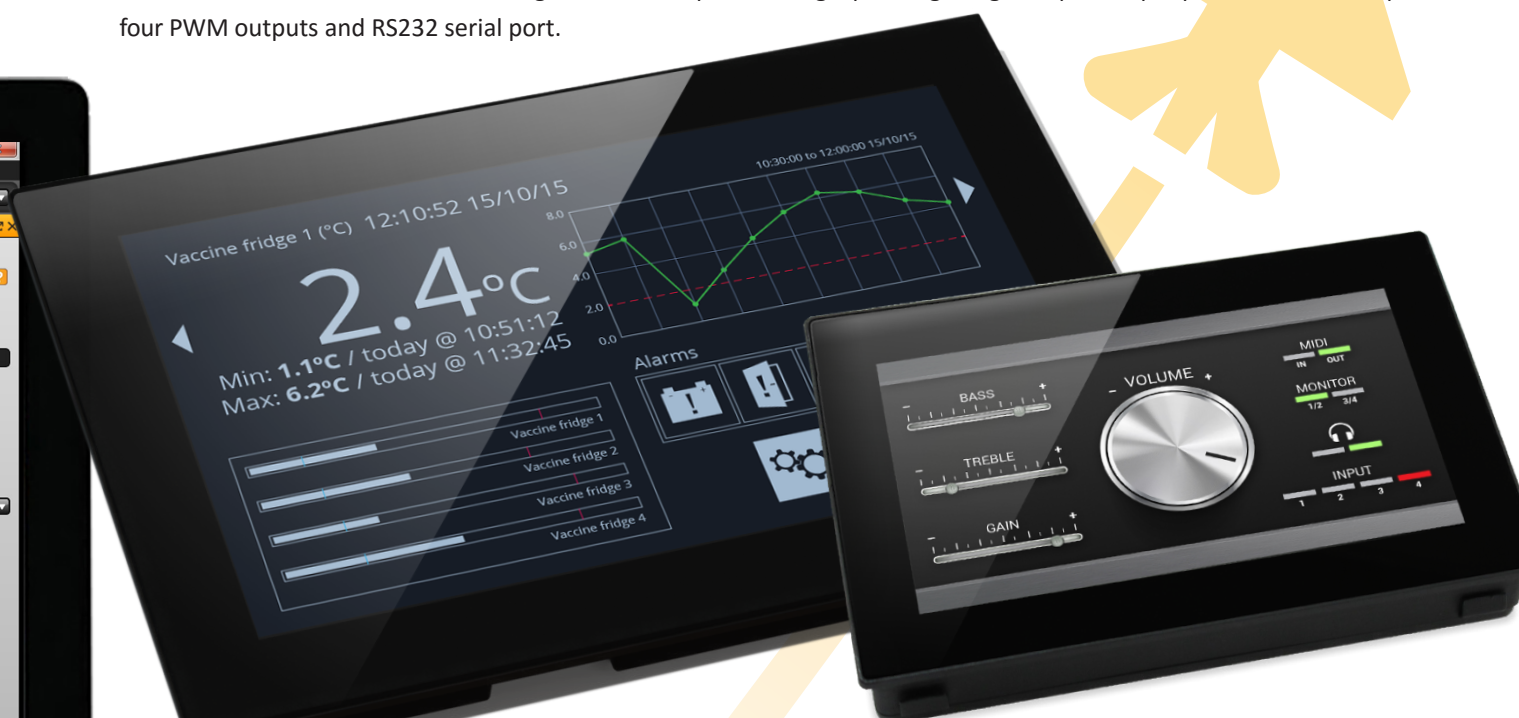 four PWM outputs and RS232 serial port.
Vaccine fridge 1 (°C) 12:10:52 15/10/15
2.4°C
Min: 1.1°C / today @ 10:51:12
Max: 6.2°C / today @ 11:32:45
Vaccine fridge 1
Vaccine fridge 2
Vaccine fridge 3
Vaccine fridge 4
10:30:00 to 12:00:00 15/10/15
8.0
6.0
4.0
2.0
0.0
Alarms
BASS
- +
TREBLE
- +
GAIN
- +
- VOLUME +
MIDI
IN OUT
MONITOR
1/2 3/4
INPUT
1 2 3 4